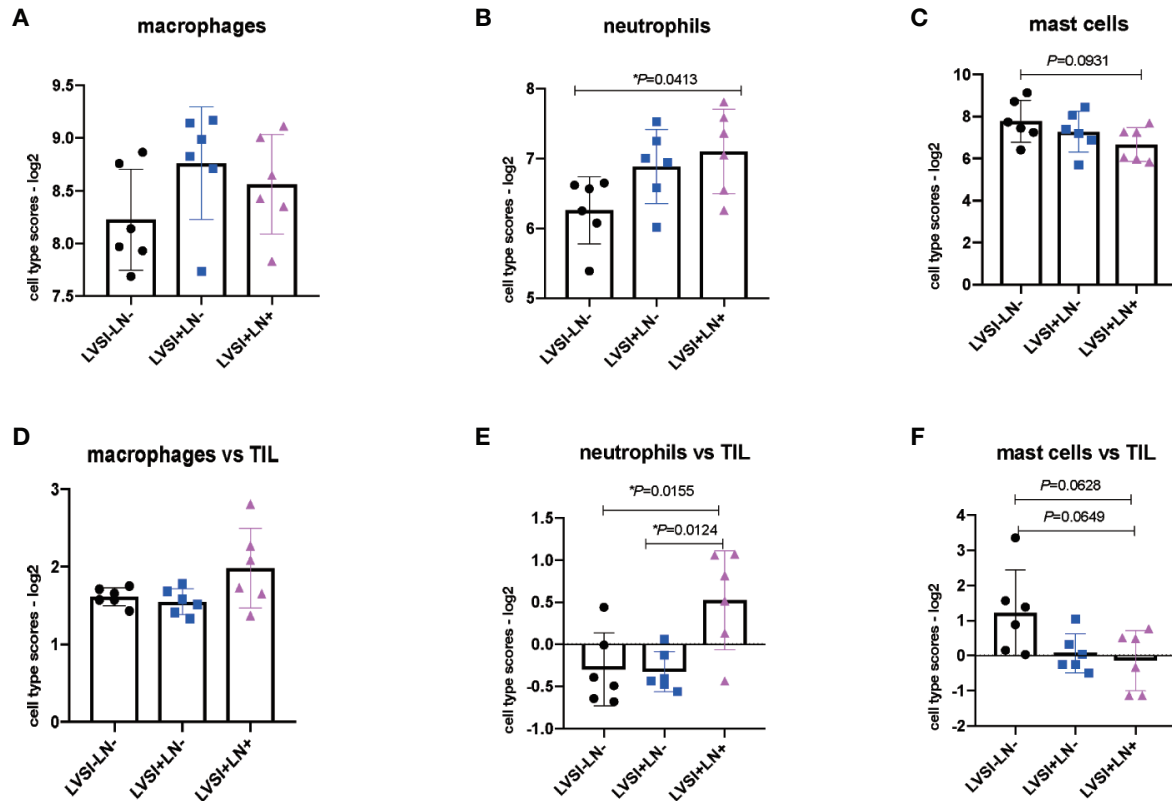 A
macrophages
cell type scores - log2
9.5
9.0
8.5
8.0
7.5
LVSI-LN-
LVSI+LN-
LVSI+LN+
B
neutrophils
*P=0.0413
cell type scores - log2
8
7
6
5
LVSI-LN-
LVSI+LN-
LVSI+LN+
C
mast cells
P=0.0931
cell type scores - log2
10
8
6
4
2
0
LVSI-LN-
LVSI+LN-
LVSI+LN+
D
macrophages vs TIL
cell type scores - log2
3
2
1
0
LVSI-LN-
LVSI+LN-
LVSI+LN+
E
neutrophils vs TIL
*P=0.0155
*P=0.0124
cell type scores - log2
1.5
1.0
0.5
0.0
-0.5
-1.0
LVSI-LN-
LVSI+LN-
LVSI+LN+
F
mast cells vs TIL
P=0.0628
P=0.0649
cell type scores - log2
4
3
2
1
0
-1
-2
LVSI-LN-
LVSI+LN-
LVSI+LN+